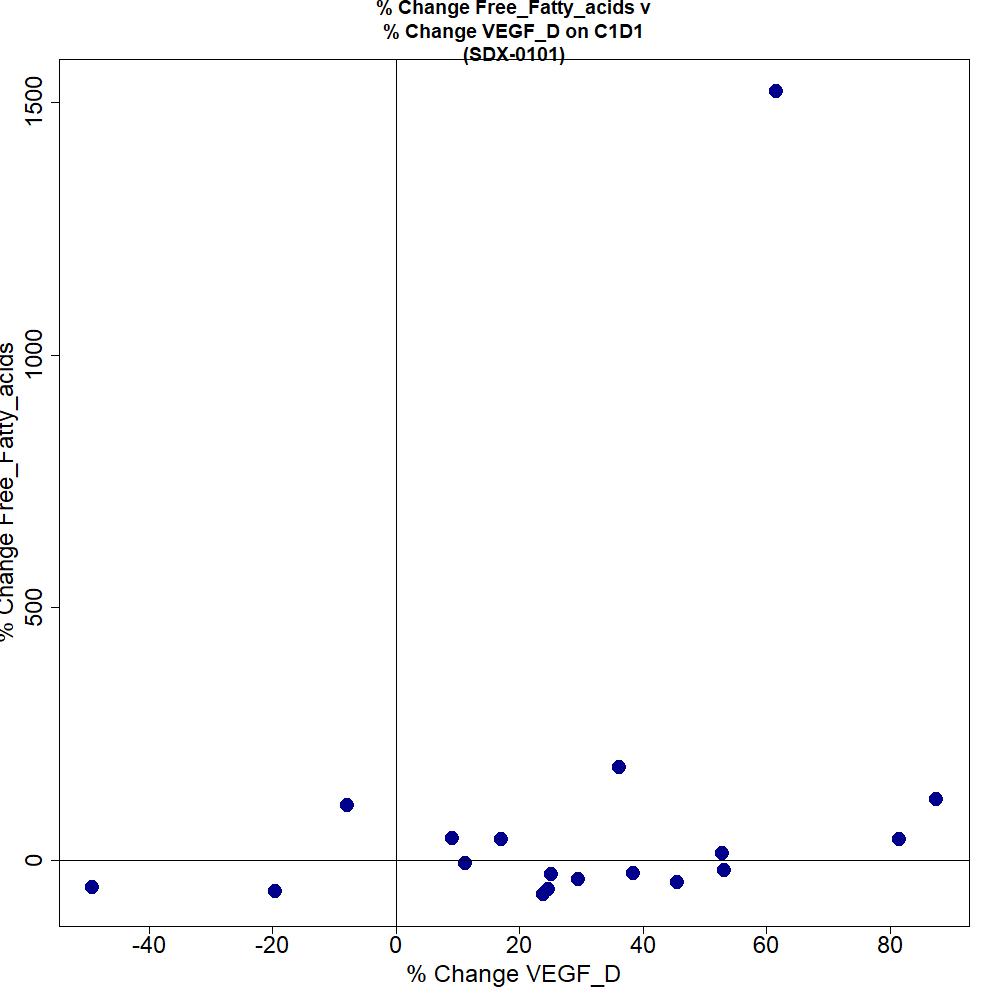 % Change Free_Fatty_acids v
% Change VEGF_D on C1D1
(SDX-0101)
% Change Free_Fatty_acids
1500
1000
500
0
-40 -20 0 20 40 60 80
% Change VEGF_D